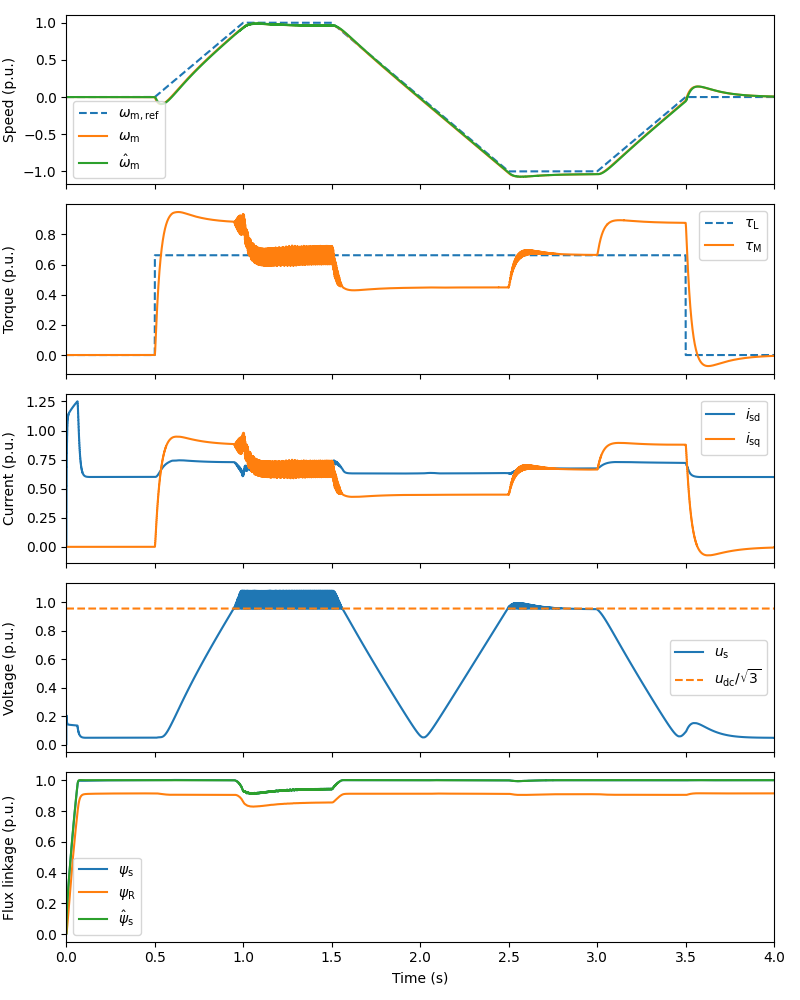 1.0
0.5
0.0
−0.5
−1.0
Speed (p.u.)
ω_m,ref
ω_m
ω̂_m
0.8
0.6
0.4
0.2
0.0
Torque (p.u.)
τ_L
τ_M
1.25
1.00
0.75
0.50
0.25
0.00
Current (p.u.)
i_sd
i_sq
1.0
0.8
0.6
0.4
0.2
0.0
Voltage (p.u.)
u_s
u_dc/√3
1.0
0.8
0.6
0.4
0.2
0.0
Flux linkage (p.u.)
ψ_s
ψ_R
ψ̂_s
0.0 0.5 1.0 1.5 2.0 2.5 3.0 3.5 4.0
Time (s)